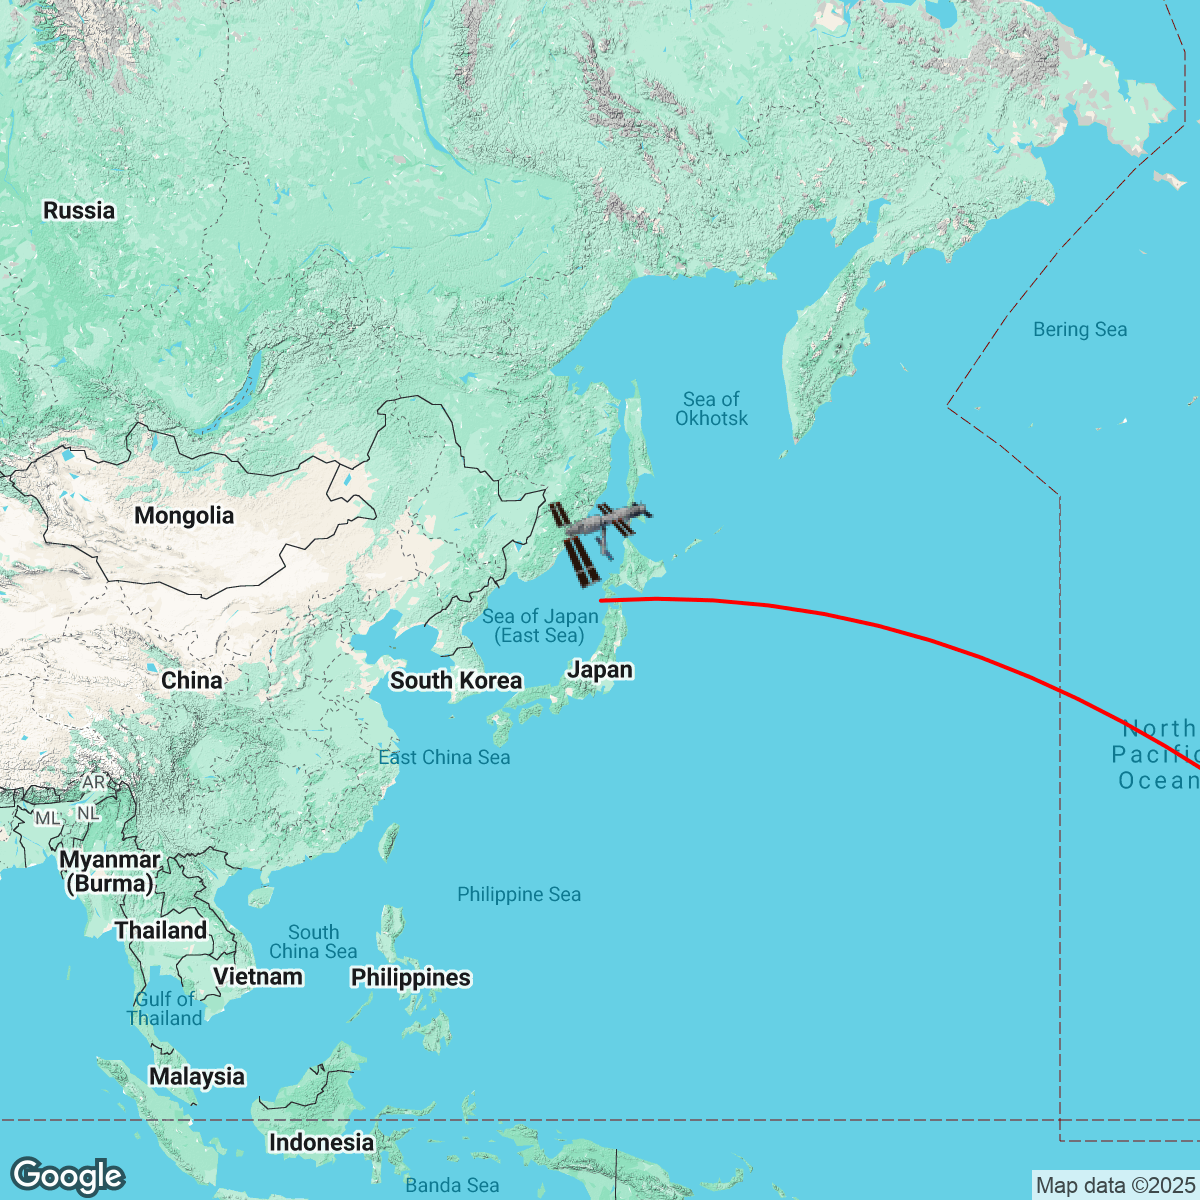 Russia
Bering Sea
Sea of
Okhotsk
Mongolia
Sea of Japan
(East Sea)
Japan
China
South Korea
North
Pacific
Ocean
East China Sea
AR
NL
ML
Myanmar
(Burma)
Philippine Sea
Thailand
South
China Sea
Vietnam
Philippines
Gulf of
Thailand
Malaysia
Indonesia
Banda Sea
Google
Map data ©2025